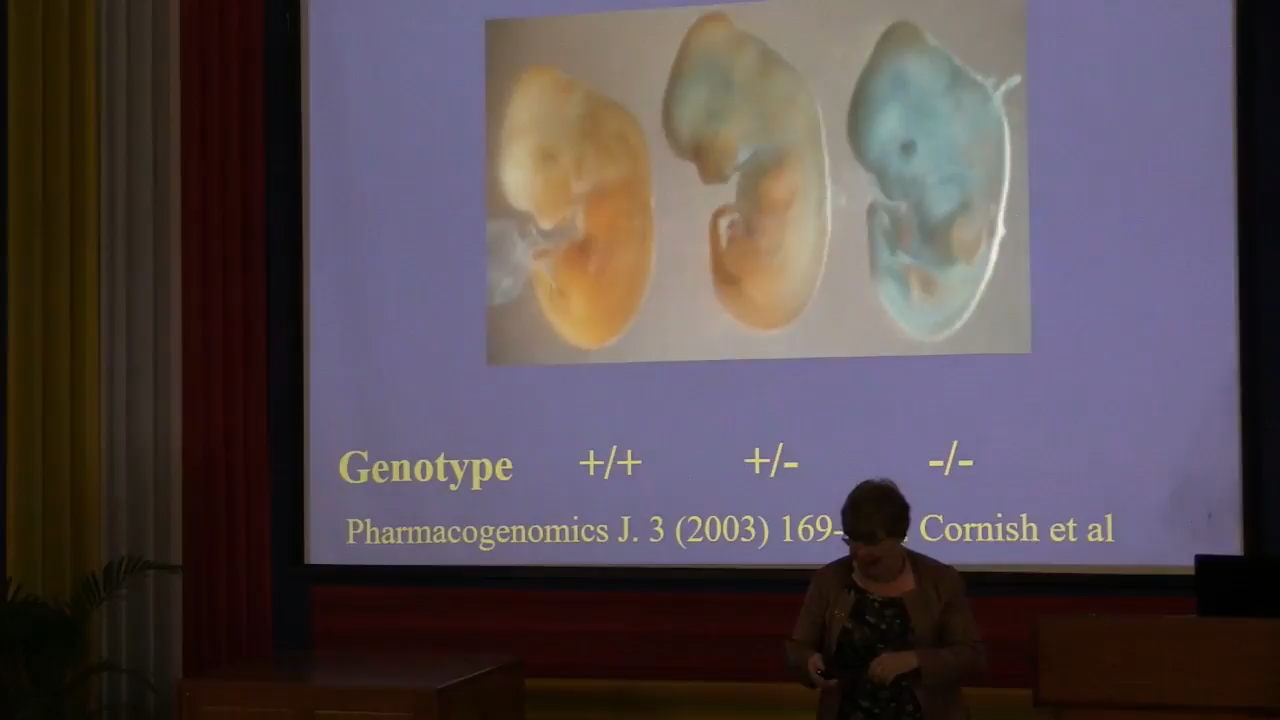 Genotype +/+ +/- -/-
Pharmacogenomics J. 3 (2003) 169- Cornish et al